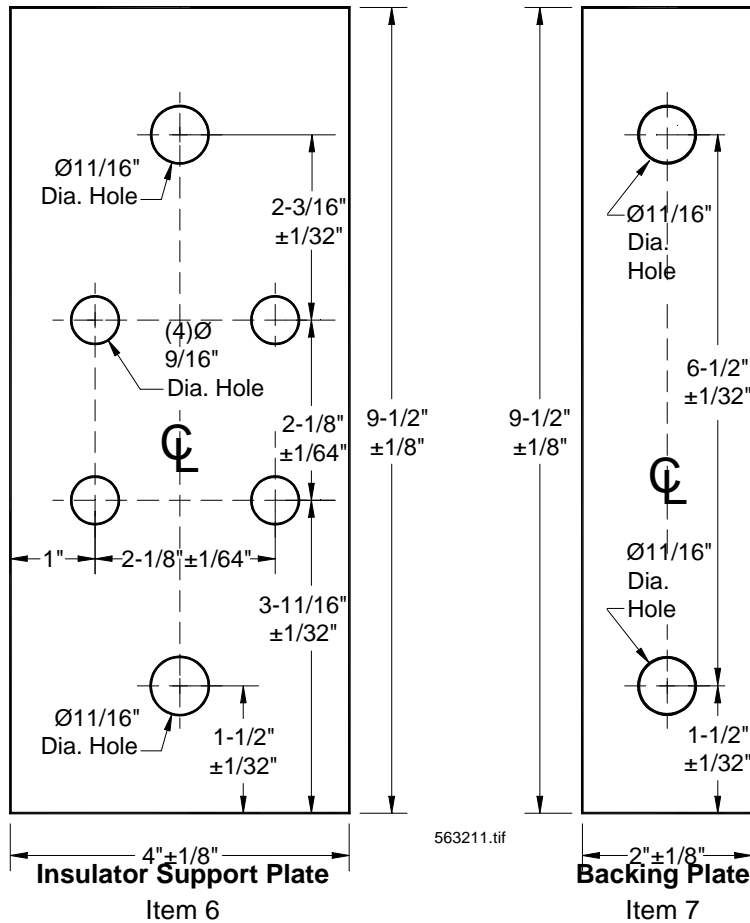 Ø11/16"
Dia. Hole
2-3/16"
±1/32"
(4)Ø
9/16"
Dia. Hole
2-1/8"
±1/64"
9-1/2"
±1/8"
℄
1"
2-1/8"±1/64"
3-11/16"
±1/32"
Ø11/16"
Dia. Hole
1-1/2"
±1/32"
4"±1/8"
Insulator Support Plate
Item 6
563211.tif
9-1/2"
±1/8"
Ø11/16"
Dia.
Hole
6-1/2"
±1/32"
℄
Ø11/16"
Dia.
Hole
1-1/2"
±1/32"
2"±1/8"
Backing Plate
Item 7